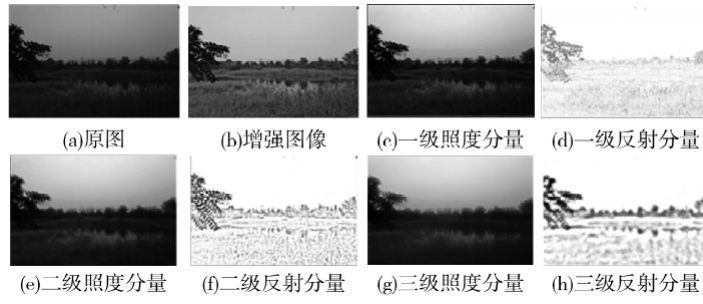 (a)原图 (b)增强图像 (c)一级照度分量 (d)一级反射分量
(e)二级照度分量 (f)二级反射分量 (g)三级照度分量 (h)三级反射分量